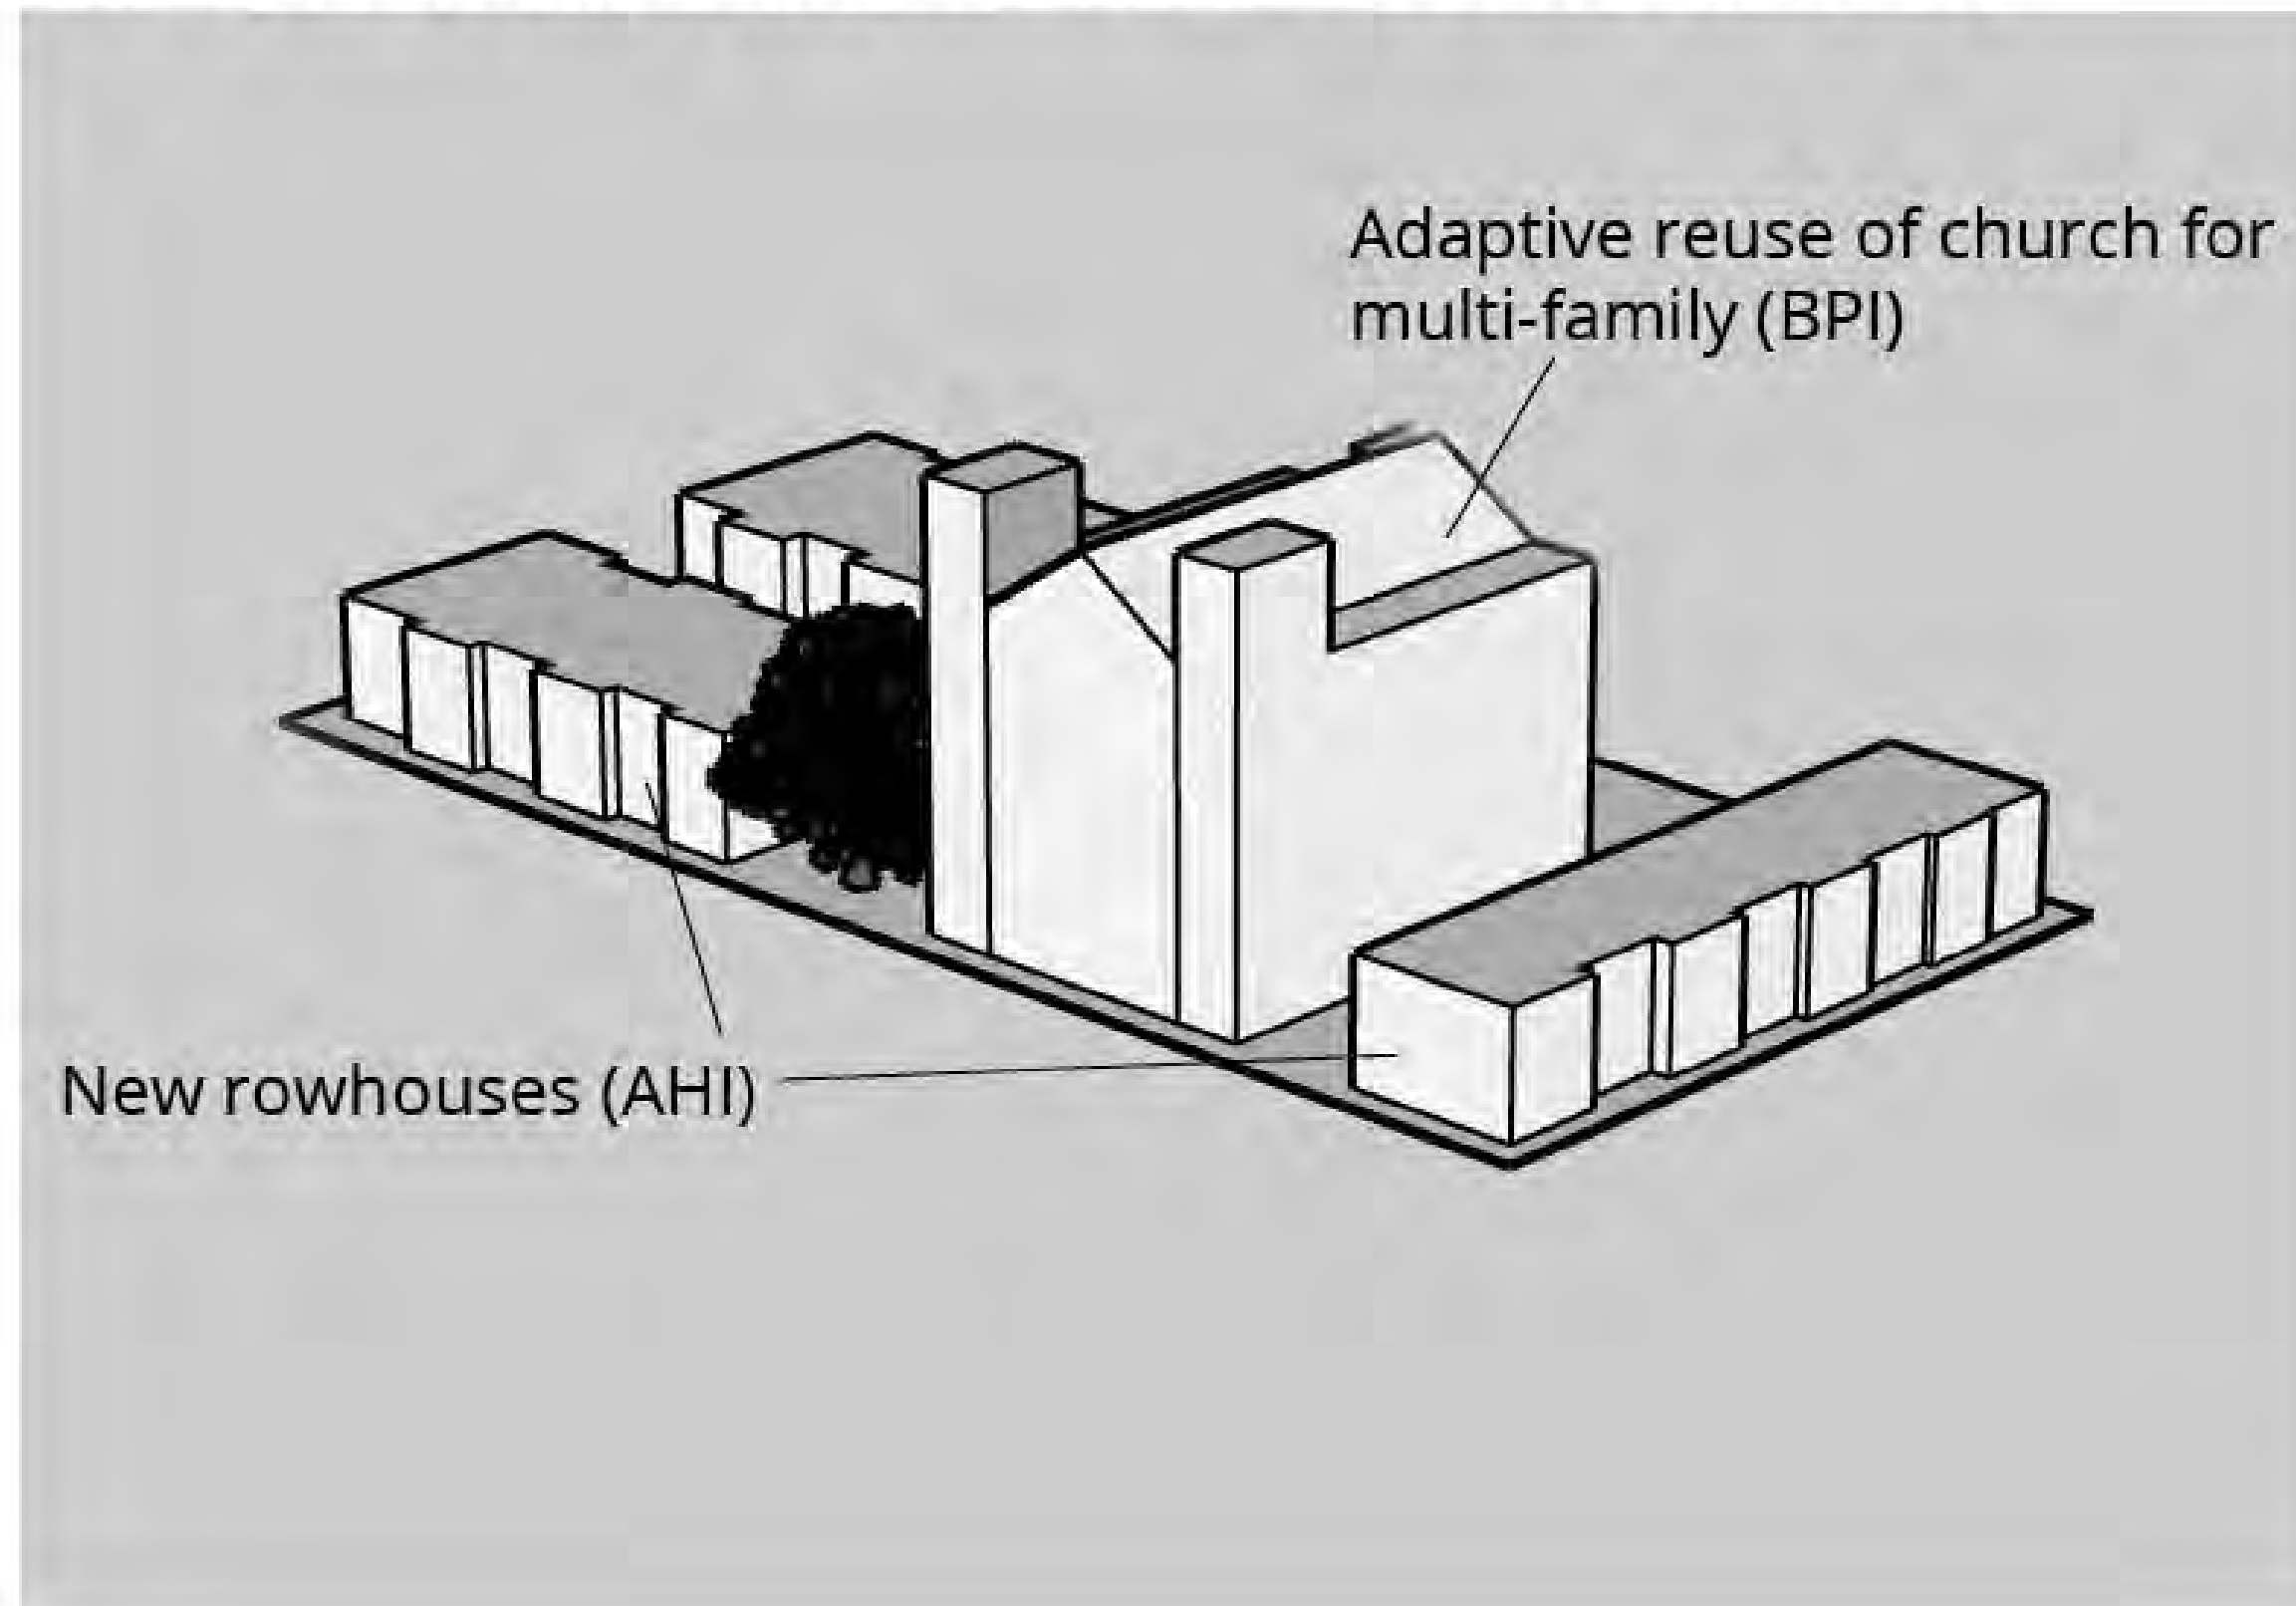 Adaptive reuse of church for
multi-family (BPI)
New rowhouses (AHI)